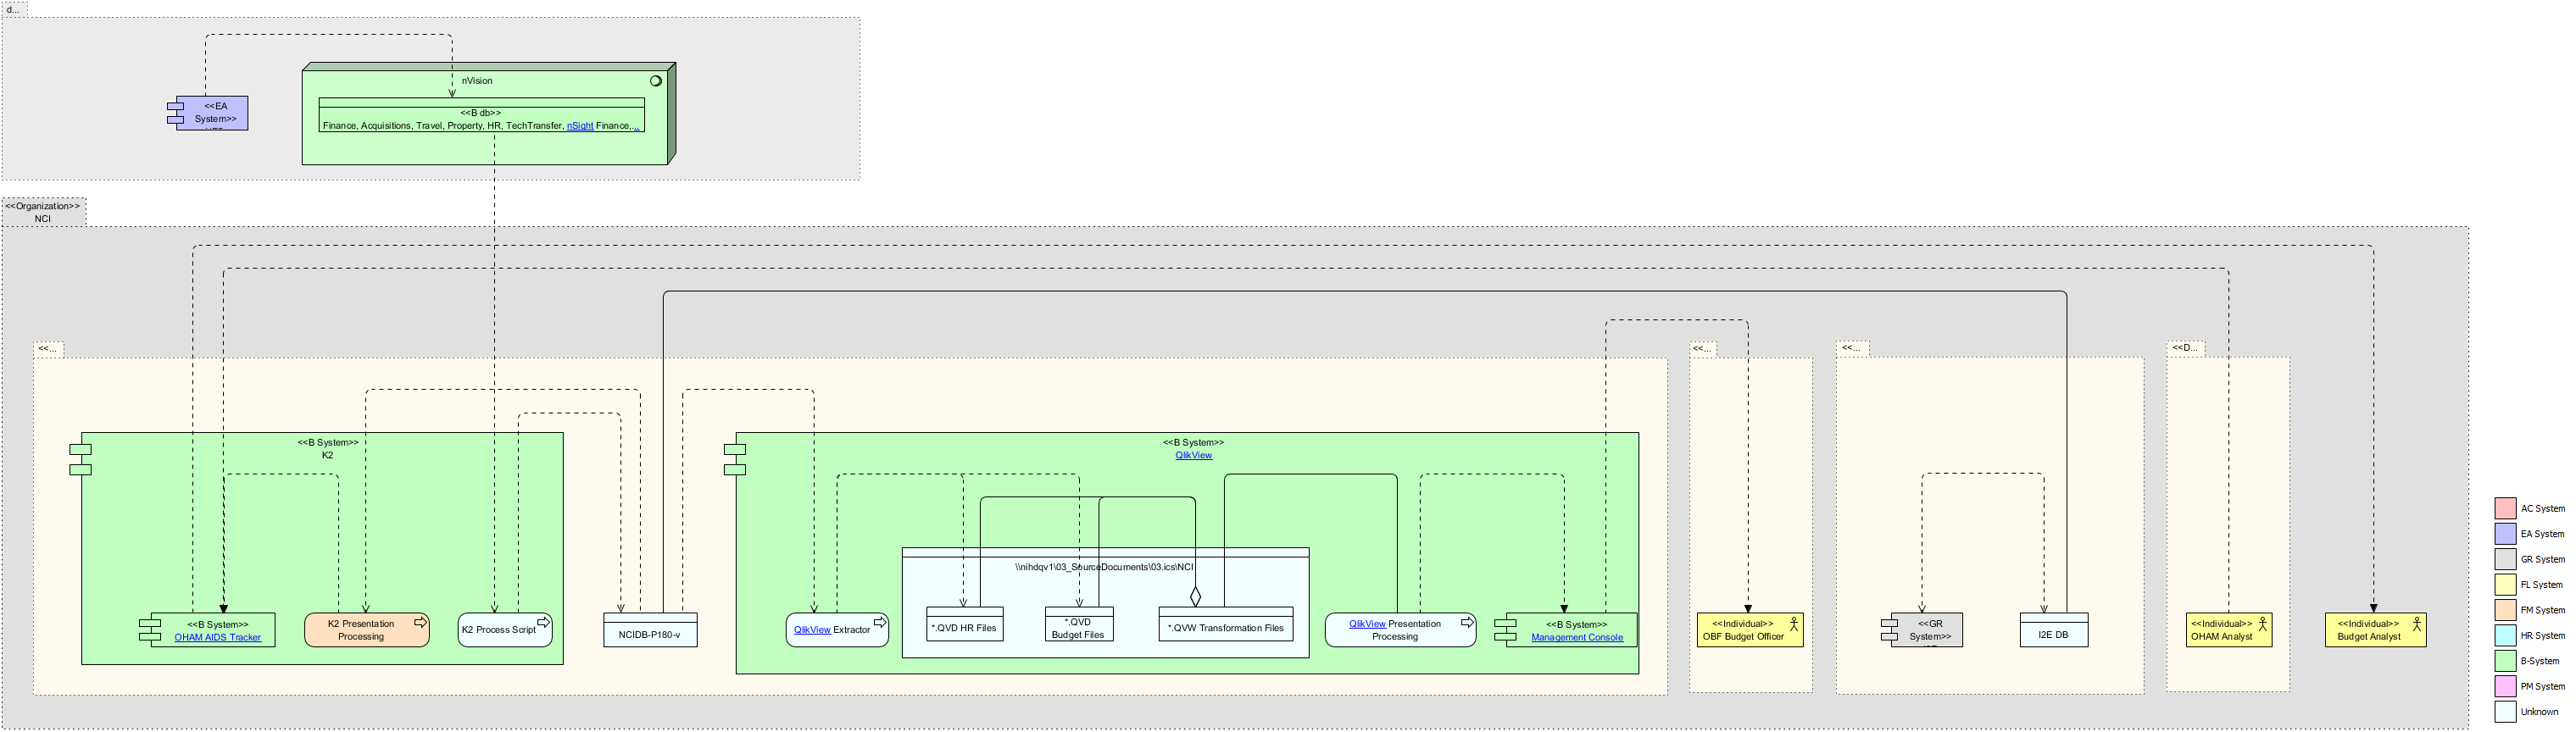 d...
nVision
<<EA
System>>
<<B db>>
Finance, Acquisitions, Travel, Property, HR, TechTransfer, nSight Finance,...
<<Organization>>
NCI
<<...
<<...
<<...
<<D...
<<B System>>
K2
<<B System>>
QlikView
\\nihdqv1\03_SourceDocuments\03.ics\NCI
<<B System>>
OHAM AIDS Tracker
K2 Presentation
Processing
K2 Process Script
NCIDB-P180-v
QlikView Extractor
*.QVD HR Files
*.QVD
Budget Files
*.QVW Transformation Files
QlikView Presentation
Processing
<<B System>>
Management Console
<<Individual>>
OBF Budget Officer
<<GR
System>>
I2E DB
<<Individual>>
OHAM Analyst
<<Individual>>
Budget Analyst
AC System
EA System
GR System
FL System
FM System
HR System
B-System
PM System
Unknown